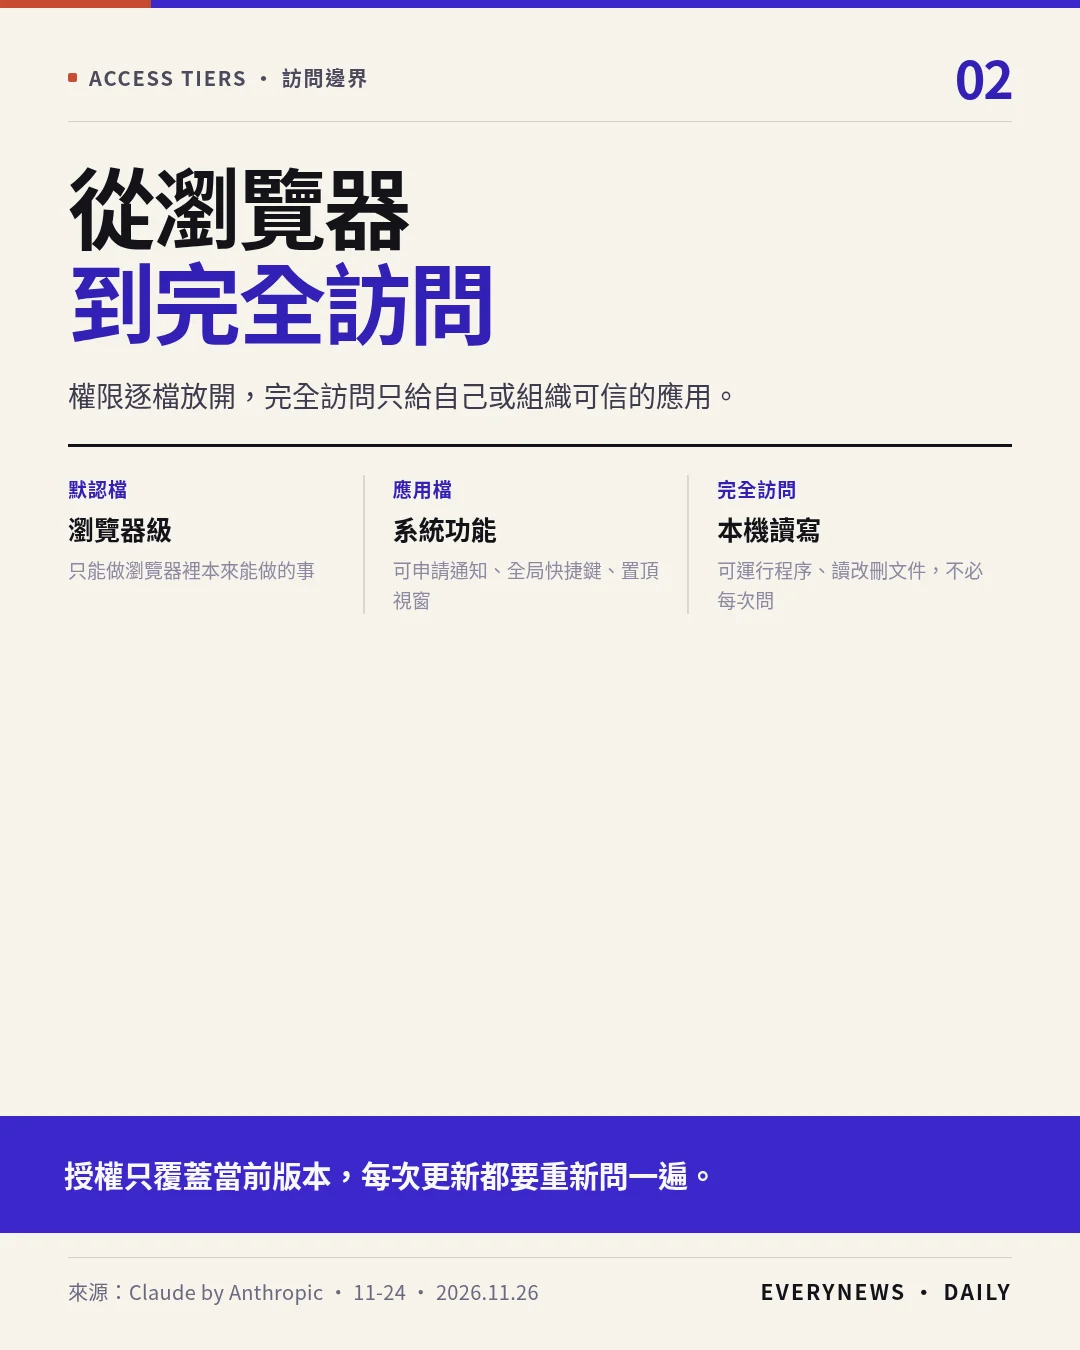 ACCESS TIERS • 訪問邊界
02
從瀏覽器
到完全訪問
權限逐檔放開，完全訪問只給自己或組織可信的應用。
默認檔
瀏覽器級
只能做瀏覽器裡本來能做的事
應用檔
系統功能
可申請通知、全局快捷鍵、置頂
視窗
完全訪問
本機讀寫
可運行程序、讀改刪文件，不必
每次問
授權只覆蓋當前版本，每次更新都要重新問一遍。
來源：Claude by Anthropic • 11-24 • 2026.11.26
EVERYNEWS • DAILY